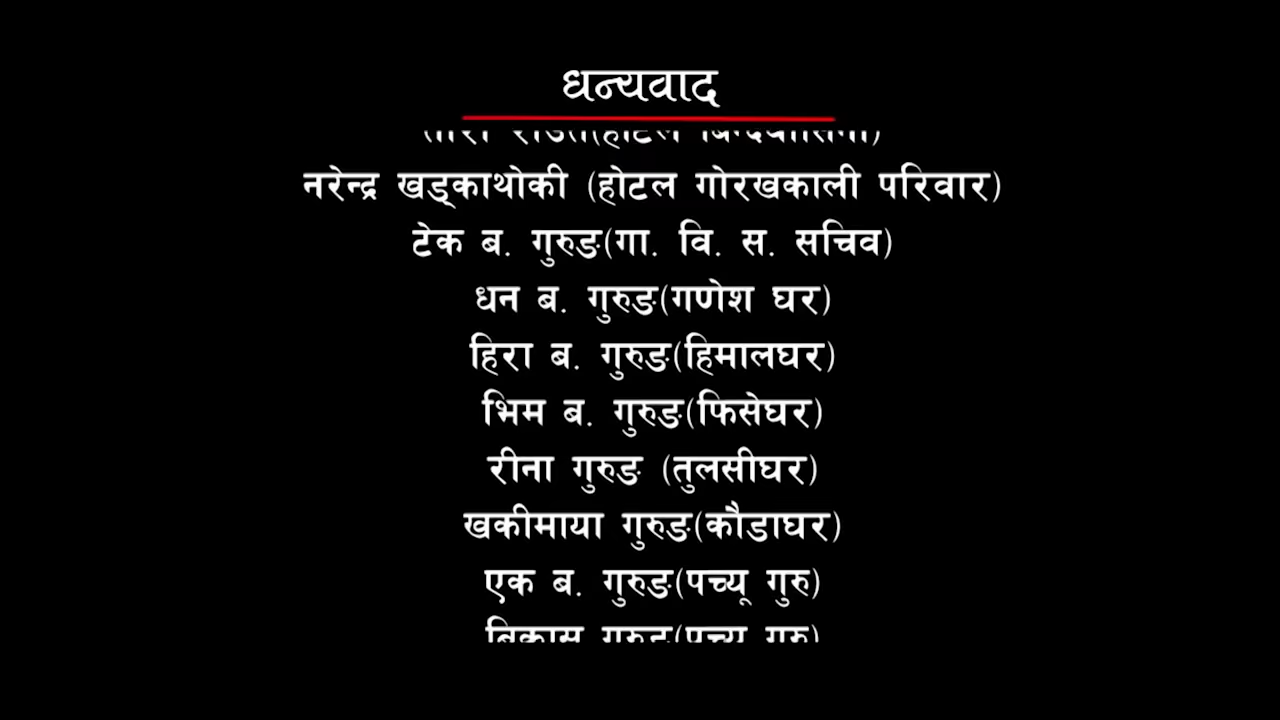 धन्यवाद
नरेन्द्र खड्काथोकी (होटल गोरखकाली परिवार)
टेक ब. गुरुङ(गा. वि. स. सचिव)
धन ब. गुरुङ(गणेश घर)
हिरा ब. गुरुङ(हिमालघर)
भिम ब. गुरुङ(फिसेघर)
रीना गुरुङ (तुलसीघर)
खकीमाया गुरुङ(कौडाघर)
एक ब. गुरुङ(पच्यू गुरु)